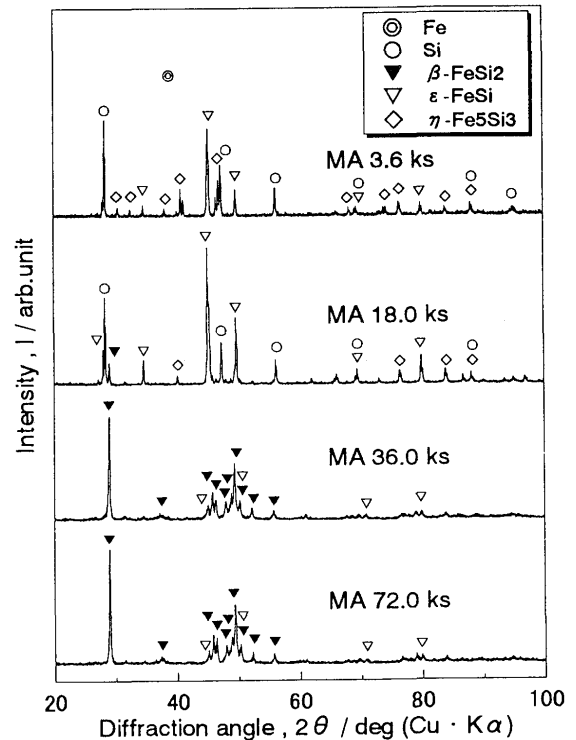 Fe
Si
β-FeSi2
ε-FeSi
η-Fe5Si3
MA 3.6 ks
MA 18.0 ks
MA 36.0 ks
MA 72.0 ks
Intensity , I / arb.unit
20 40 60 80 100
Diffraction angle , 2θ / deg (Cu · Kα)